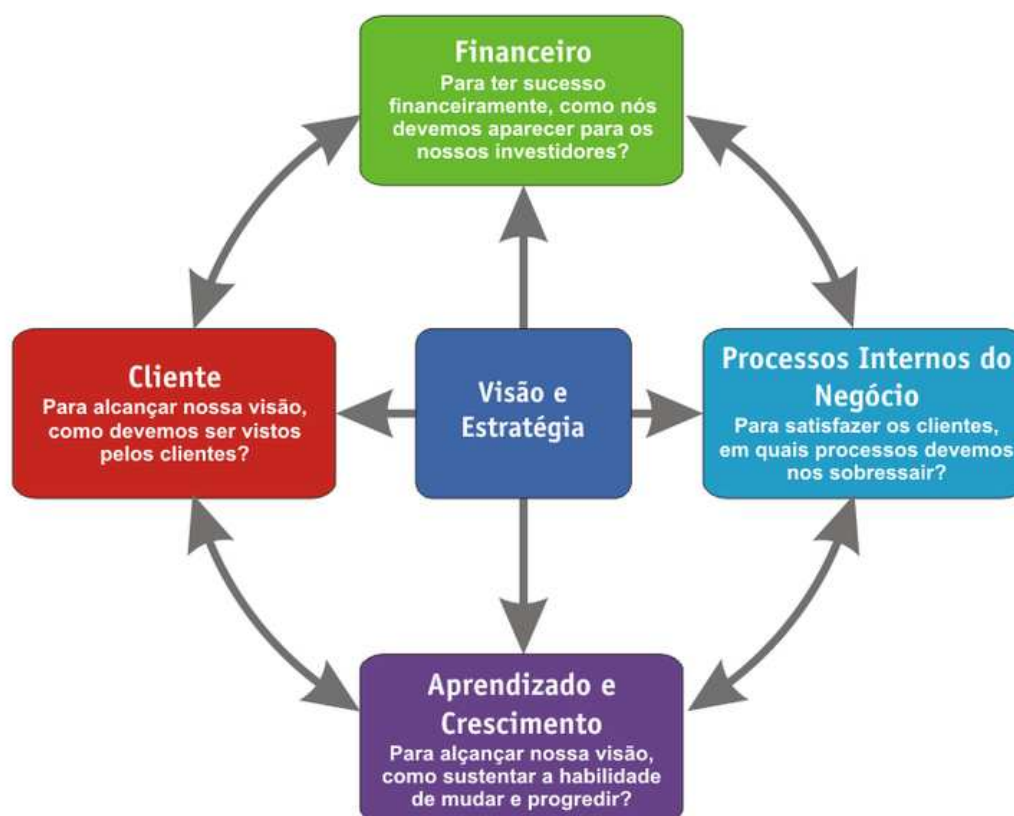 Financeiro
Para ter sucesso
financeiramente, como nós
devemos aparecer para os
nossos investidores?
Cliente
Para alcançar nossa visão,
como devemos ser vistos
pelos clientes?
Visão e
Estratégia
Processos Internos do
Negócio
Para satisfazer os clientes,
em quais processos devemos
nos sobressair?
Aprendizado e
Crescimento
Para alçançar nossa visão,
como sustentar a habilidade
de mudar e progredir?